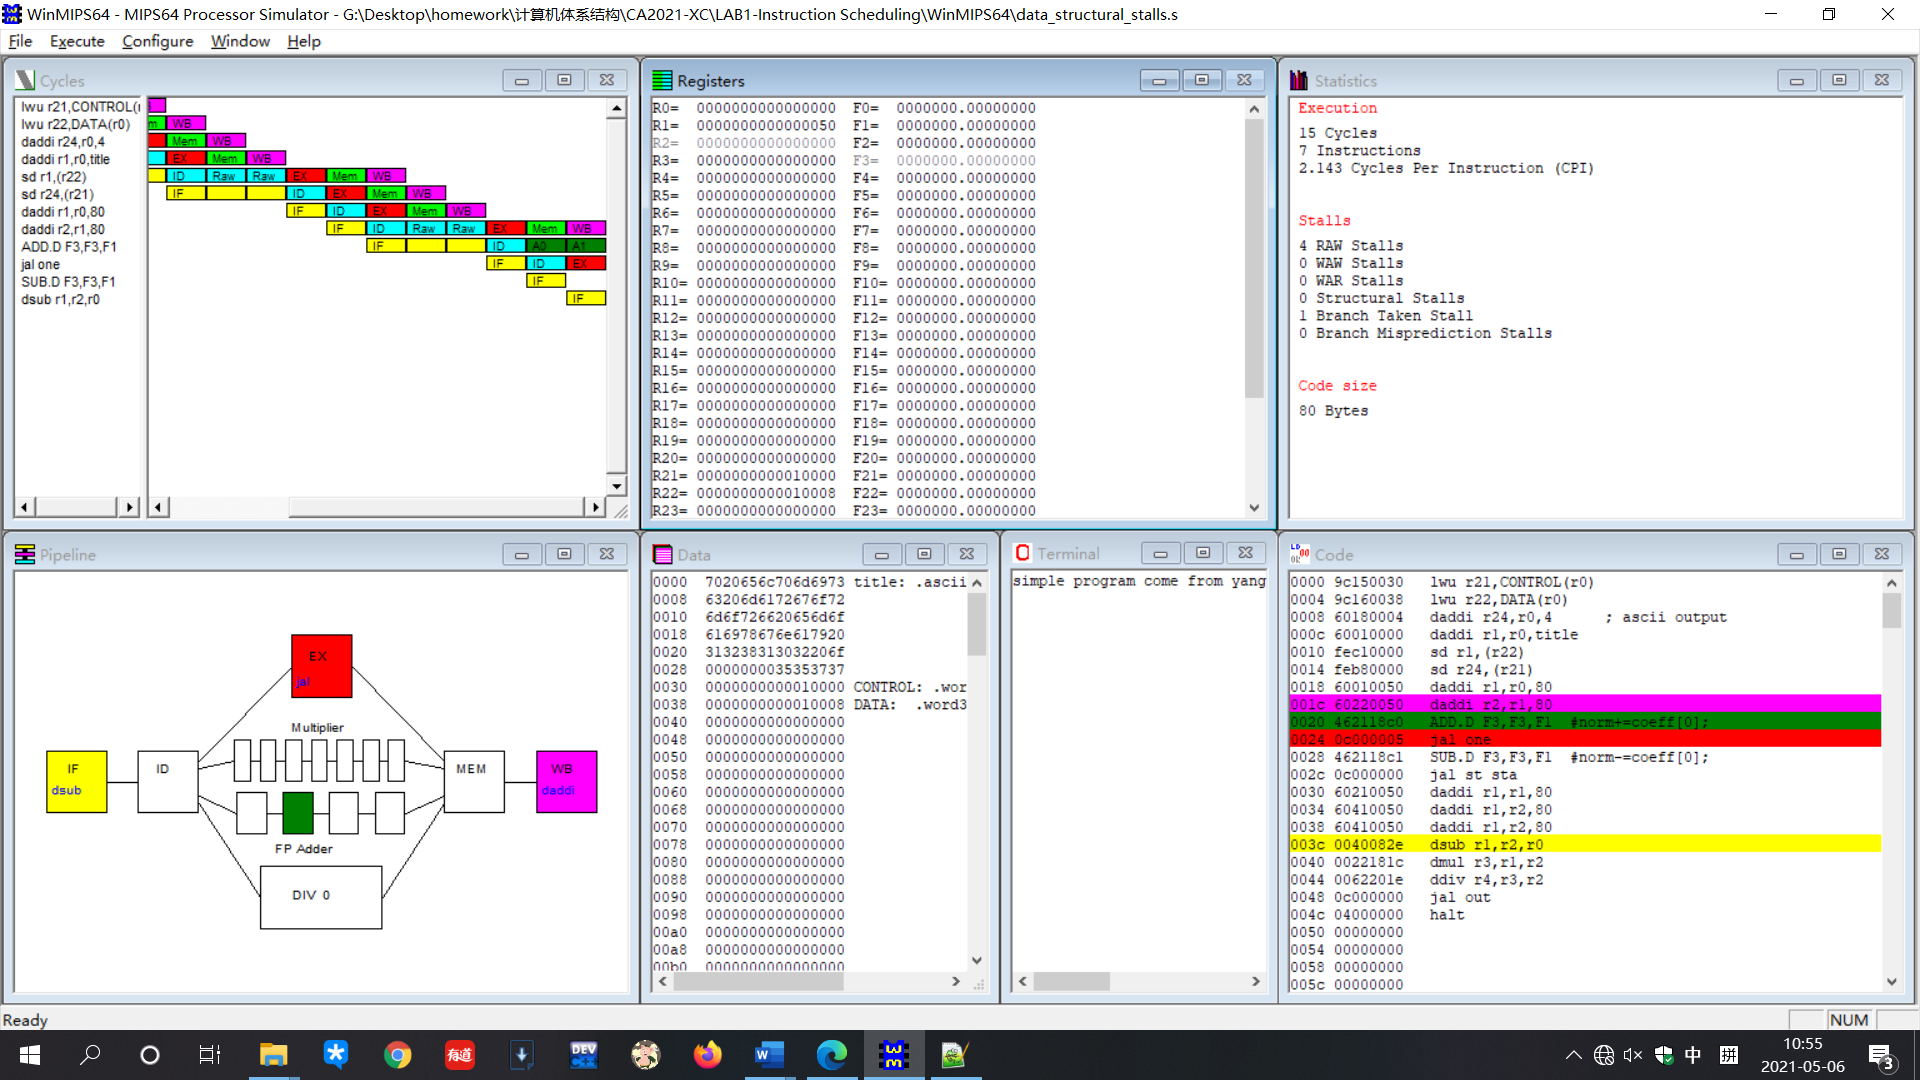 WinMIPS64 - MIPS64 Processor Simulator - G:\Desktop\homework\计算机体系结构\CA2021-XC\LAB1-Instruction Scheduling\WinMIPS64\data_structural_stalls.s
File Execute Configure Window Help
Cycles
lwu r21,CONTROL(r
lwu r22,DATA(r0)
m WB
daddi r24,r0,4
Mem WB
daddi r1,r0,title
EX Mem WB
sd r1,(r22)
ID Raw Raw EX Mem WB
sd r24,(r21)
IF ID EX Mem WB
daddi r1,r0,80
IF ID EX Mem WB
daddi r2,r1,80
IF ID Raw Raw EX Mem WB
ADD.D F3,F3,F1
IF ID A0 A1
jal one
IF ID EX
SUB.D F3,F3,F1
IF
dsub r1,r2,r0
IF
Registers
R0= 0000000000000000 F0= 0000000.00000000
R1= 0000000000000050 F1= 0000000.00000000
R2= 0000000000000000 F2= 0000000.00000000
R3= 0000000000000000 F3= 0000000.00000000
R4= 0000000000000000 F4= 0000000.00000000
R5= 0000000000000000 F5= 0000000.00000000
R6= 0000000000000000 F6= 0000000.00000000
R7= 0000000000000000 F7= 0000000.00000000
R8= 0000000000000000 F8= 0000000.00000000
R9= 0000000000000000 F9= 0000000.00000000
R10= 0000000000000000 F10= 0000000.00000000
R11= 0000000000000000 F11= 0000000.00000000
R12= 0000000000000000 F12= 0000000.00000000
R13= 0000000000000000 F13= 0000000.00000000
R14= 0000000000000000 F14= 0000000.00000000
R15= 0000000000000000 F15= 0000000.00000000
R16= 0000000000000000 F16= 0000000.00000000
R17= 0000000000000000 F17= 0000000.00000000
R18= 0000000000000000 F18= 0000000.00000000
R19= 0000000000000000 F19= 0000000.00000000
R20= 0000000000000000 F20= 0000000.00000000
R21= 0000000000010000 F21= 0000000.00000000
R22= 0000000000010008 F22= 0000000.00000000
R23= 0000000000000000 F23= 0000000.00000000
Statistics
Execution
15 Cycles
7 Instructions
2.143 Cycles Per Instruction (CPI)
Stalls
4 RAW Stalls
0 WAW Stalls
0 WAR Stalls
0 Structural Stalls
1 Branch Taken Stall
0 Branch Misprediction Stalls
Code size
80 Bytes
Pipeline
EX
jal
Multiplier
IF
dsub
ID
MEM
WB
daddi
FP Adder
DIV 0
Data
0000 7020656c706d6973 title: .ascii
0008 63206d6172676f72
0010 6d6f726620656d6f
0018 616978676e617920
0020 313238313032206f
0028 0000000035353737
0030 0000000000010000 CONTROL: .wor
0038 0000000000010008 DATA: .word3
0040 0000000000000000
0048 0000000000000000
0050 0000000000000000
0058 0000000000000000
0060 0000000000000000
0068 0000000000000000
0070 0000000000000000
0078 0000000000000000
0080 0000000000000000
0088 0000000000000000
0090 0000000000000000
0098 0000000000000000
00a0 0000000000000000
00a8 0000000000000000
00b0 0000000000000000
Terminal
simple program come from yang
Code
0000 9c150030 lwu r21,CONTROL(r0)
0004 9c160038 lwu r22,DATA(r0)
0008 60180004 daddi r24,r0,4 ; ascii output
000c 60010000 daddi r1,r0,title
0010 fec10000 sd r1,(r22)
0014 feb80000 sd r24,(r21)
0018 60010050 daddi r1,r0,80
001c 60220050 daddi r2,r1,80
0020 462118c0 ADD.D F3,F3,F1 #norm+=coeff[0];
0024 0c000005 jal one
0028 462118c1 SUB.D F3,F3,F1 #norm-=coeff[0];
002c 0c000000 jal st sta
0030 60210050 daddi r1,r1,80
0034 60410050 daddi r1,r2,80
0038 60410050 daddi r1,r2,80
003c 0040082e dsub r1,r2,r0
0040 0022181c dmul r3,r1,r2
0044 0062201e ddiv r4,r3,r2
0048 0c000000 jal out
004c 04000000 halt
0050 00000000
0054 00000000
0058 00000000
005c 00000000
Ready
NUM
有道
DEV C++
W
中
拼
10:55
2021-05-06
3